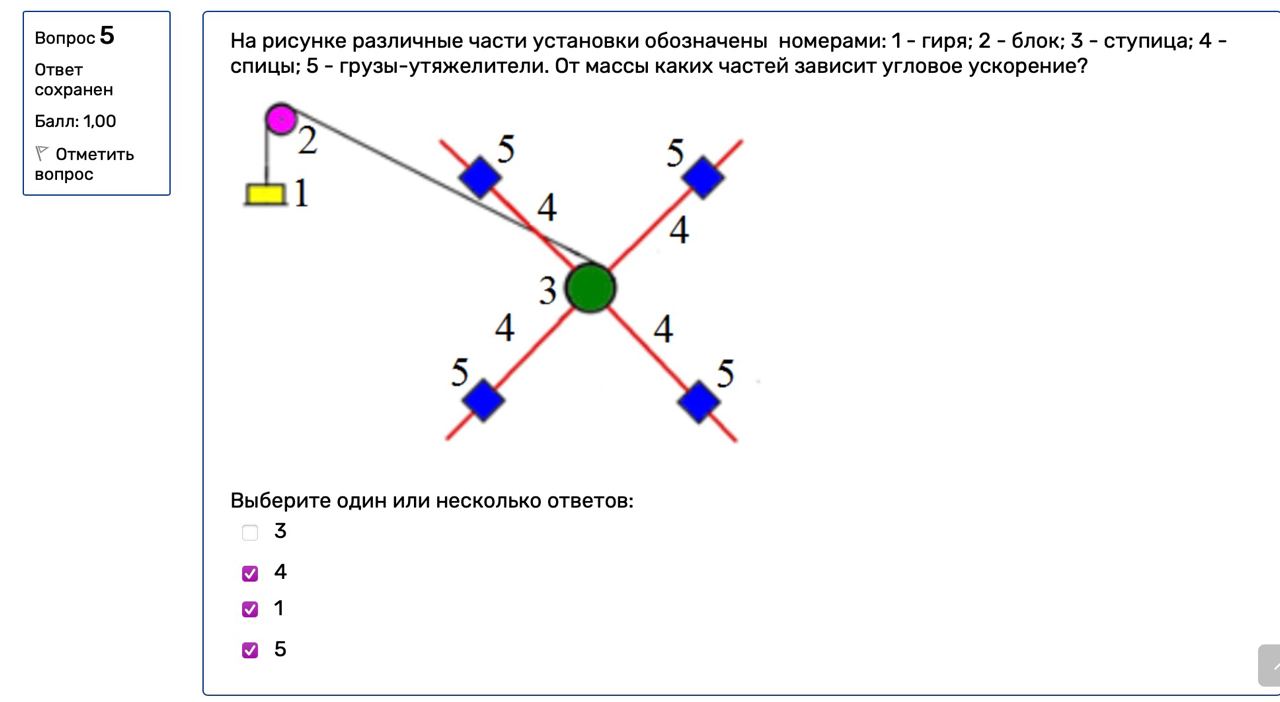 Вопрос 5
Ответ
сохранен
Балл: 1,00
Отметить
вопрос
На рисунке различные части установки обозначены номерами: 1 - гиря; 2 - блок; 3 - ступица; 4 -
спицы; 5 - грузы-утяжелители. От массы каких частей зависит угловое ускорение?
2
1
5
5
4
4
3
4
4
5
5
Выберите один или несколько ответов:
3
4
1
5